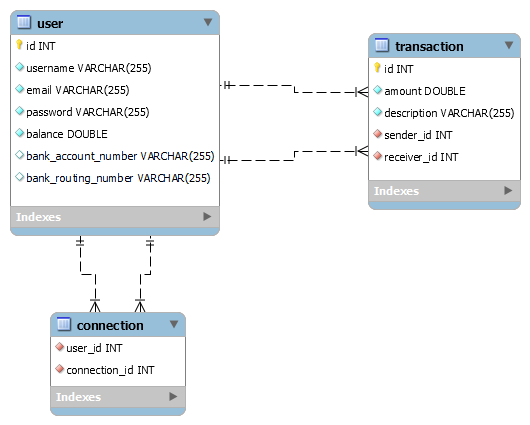 user
id INT
username VARCHAR(255)
email VARCHAR(255)
password VARCHAR(255)
balance DOUBLE
bank_account_number VARCHAR(255)
bank_routing_number VARCHAR(255)
Indexes
transaction
id INT
amount DOUBLE
description VARCHAR(255)
sender_id INT
receiver_id INT
Indexes
connection
user_id INT
connection_id INT
Indexes